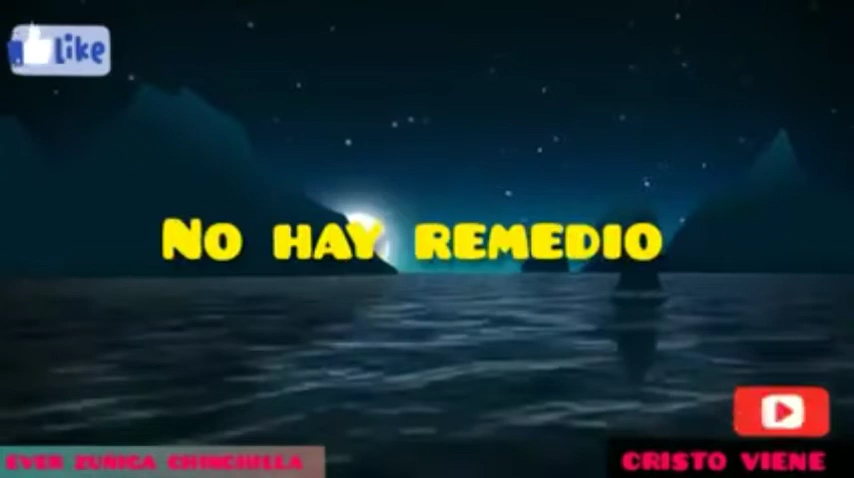 Like
NO HAY REMEDIO
EVER ZUÑIGA CHINCHILLA
CRISTO VIENE